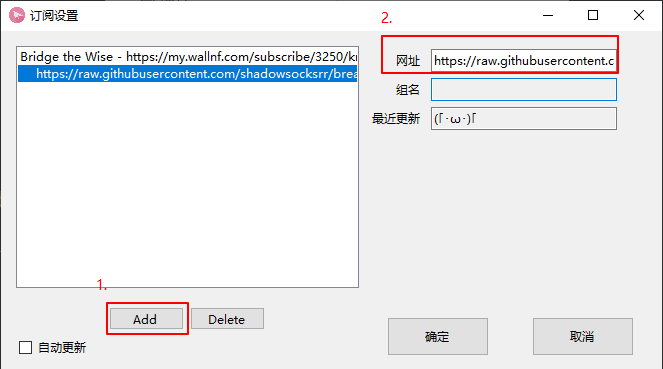 订阅设置
2.
Bridge the Wise - https://my.wallnf.com/subscribe/3250/kr
https://raw.githubusercontent.com/shadowsocksrr/brea
网址 https://raw.githubusercontent.c
组名
最近更新 (「·ω·)「
1.
Add Delete
自动更新
确定 取消